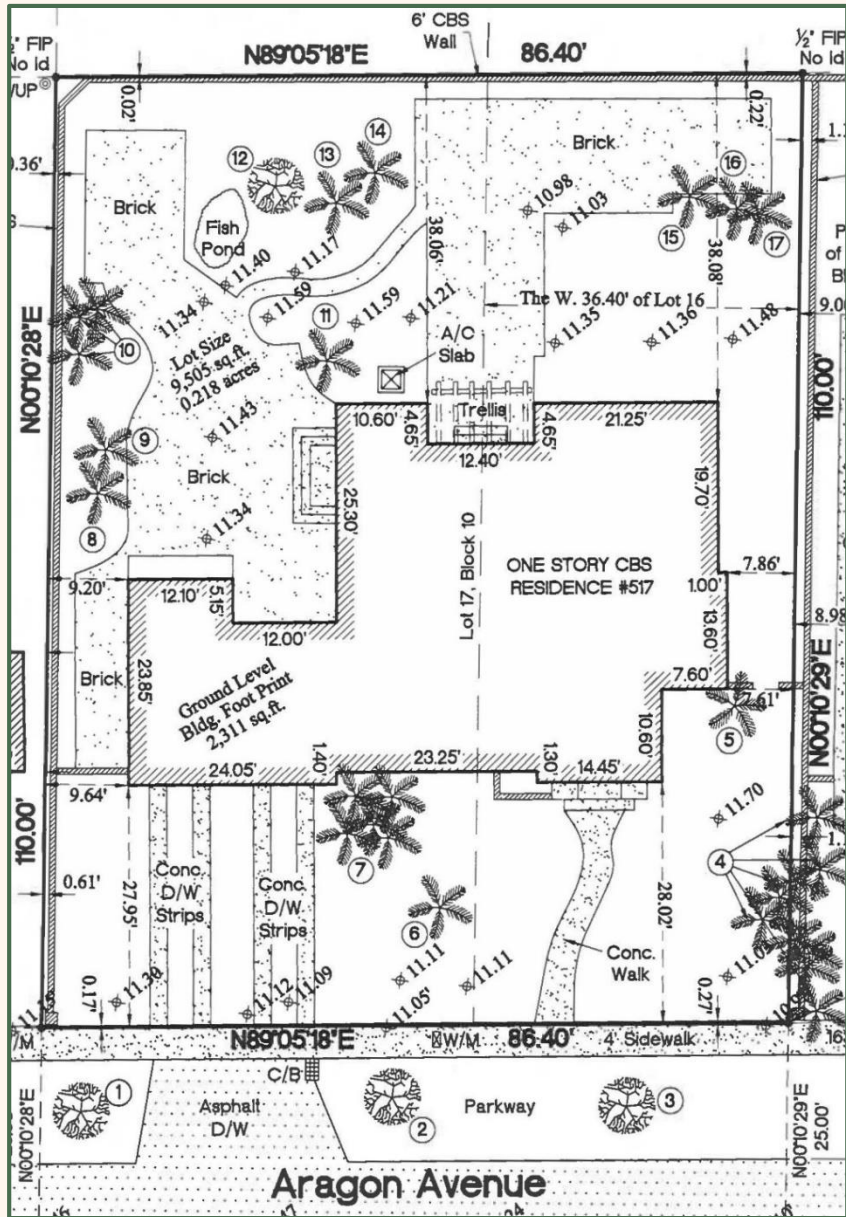 6' CBS
Wall
N89°05'18"E 86.40'
½" FIP
No id
½" FIP
No id
/UP
0.02'
0.22'
0.36'
12
13
14
Brick
Brick
Fish
Pond
16
15
17
10.98
11.03
38.06'
38.08'
11.17
11.40
11.34
11.59
11.59
11.21
The W. 36.40' of Lot 16
9.00
11.35
11.36
11.48
N00°10'28"E
110.00'
10
11
A/C
Slab
Lot Size
9,505 sq.ft.
0.218 acres
11.43
Trellis
10.60'
4.65'
4.65'
12.40'
21.25'
9
8
Brick
11.34
25.30'
19.70'
Lot 17, Block 10
ONE STORY CBS
RESIDENCE #517
7.86'
1.00'
13.60'
8.98
9.20'
12.10'
5.15'
12.00'
23.85'
Brick
Ground Level
Bldg. Foot Print
2,311 sq.ft.
7.60'
7.61'
N00°10'29"E
5
10.60'
24.05'
1.40'
23.25'
1.30'
14.45'
9.64'
110.00'
11.70
7
4
0.61'
27.95'
Conc.
D/W
Strips
Conc.
D/W
Strips
28.02'
6
Conc.
Walk
0.17'
11.30
11.12
11.09
11.11
11.11
11.05'
0.27'
11.15
/M
N89°05'18"E
W/M
86.40'
4' Sidewalk
16
C/B
1
Asphalt
D/W
2
Parkway
3
N00°10'28"E
N00°10'29"E
25.00'
Aragon Avenue